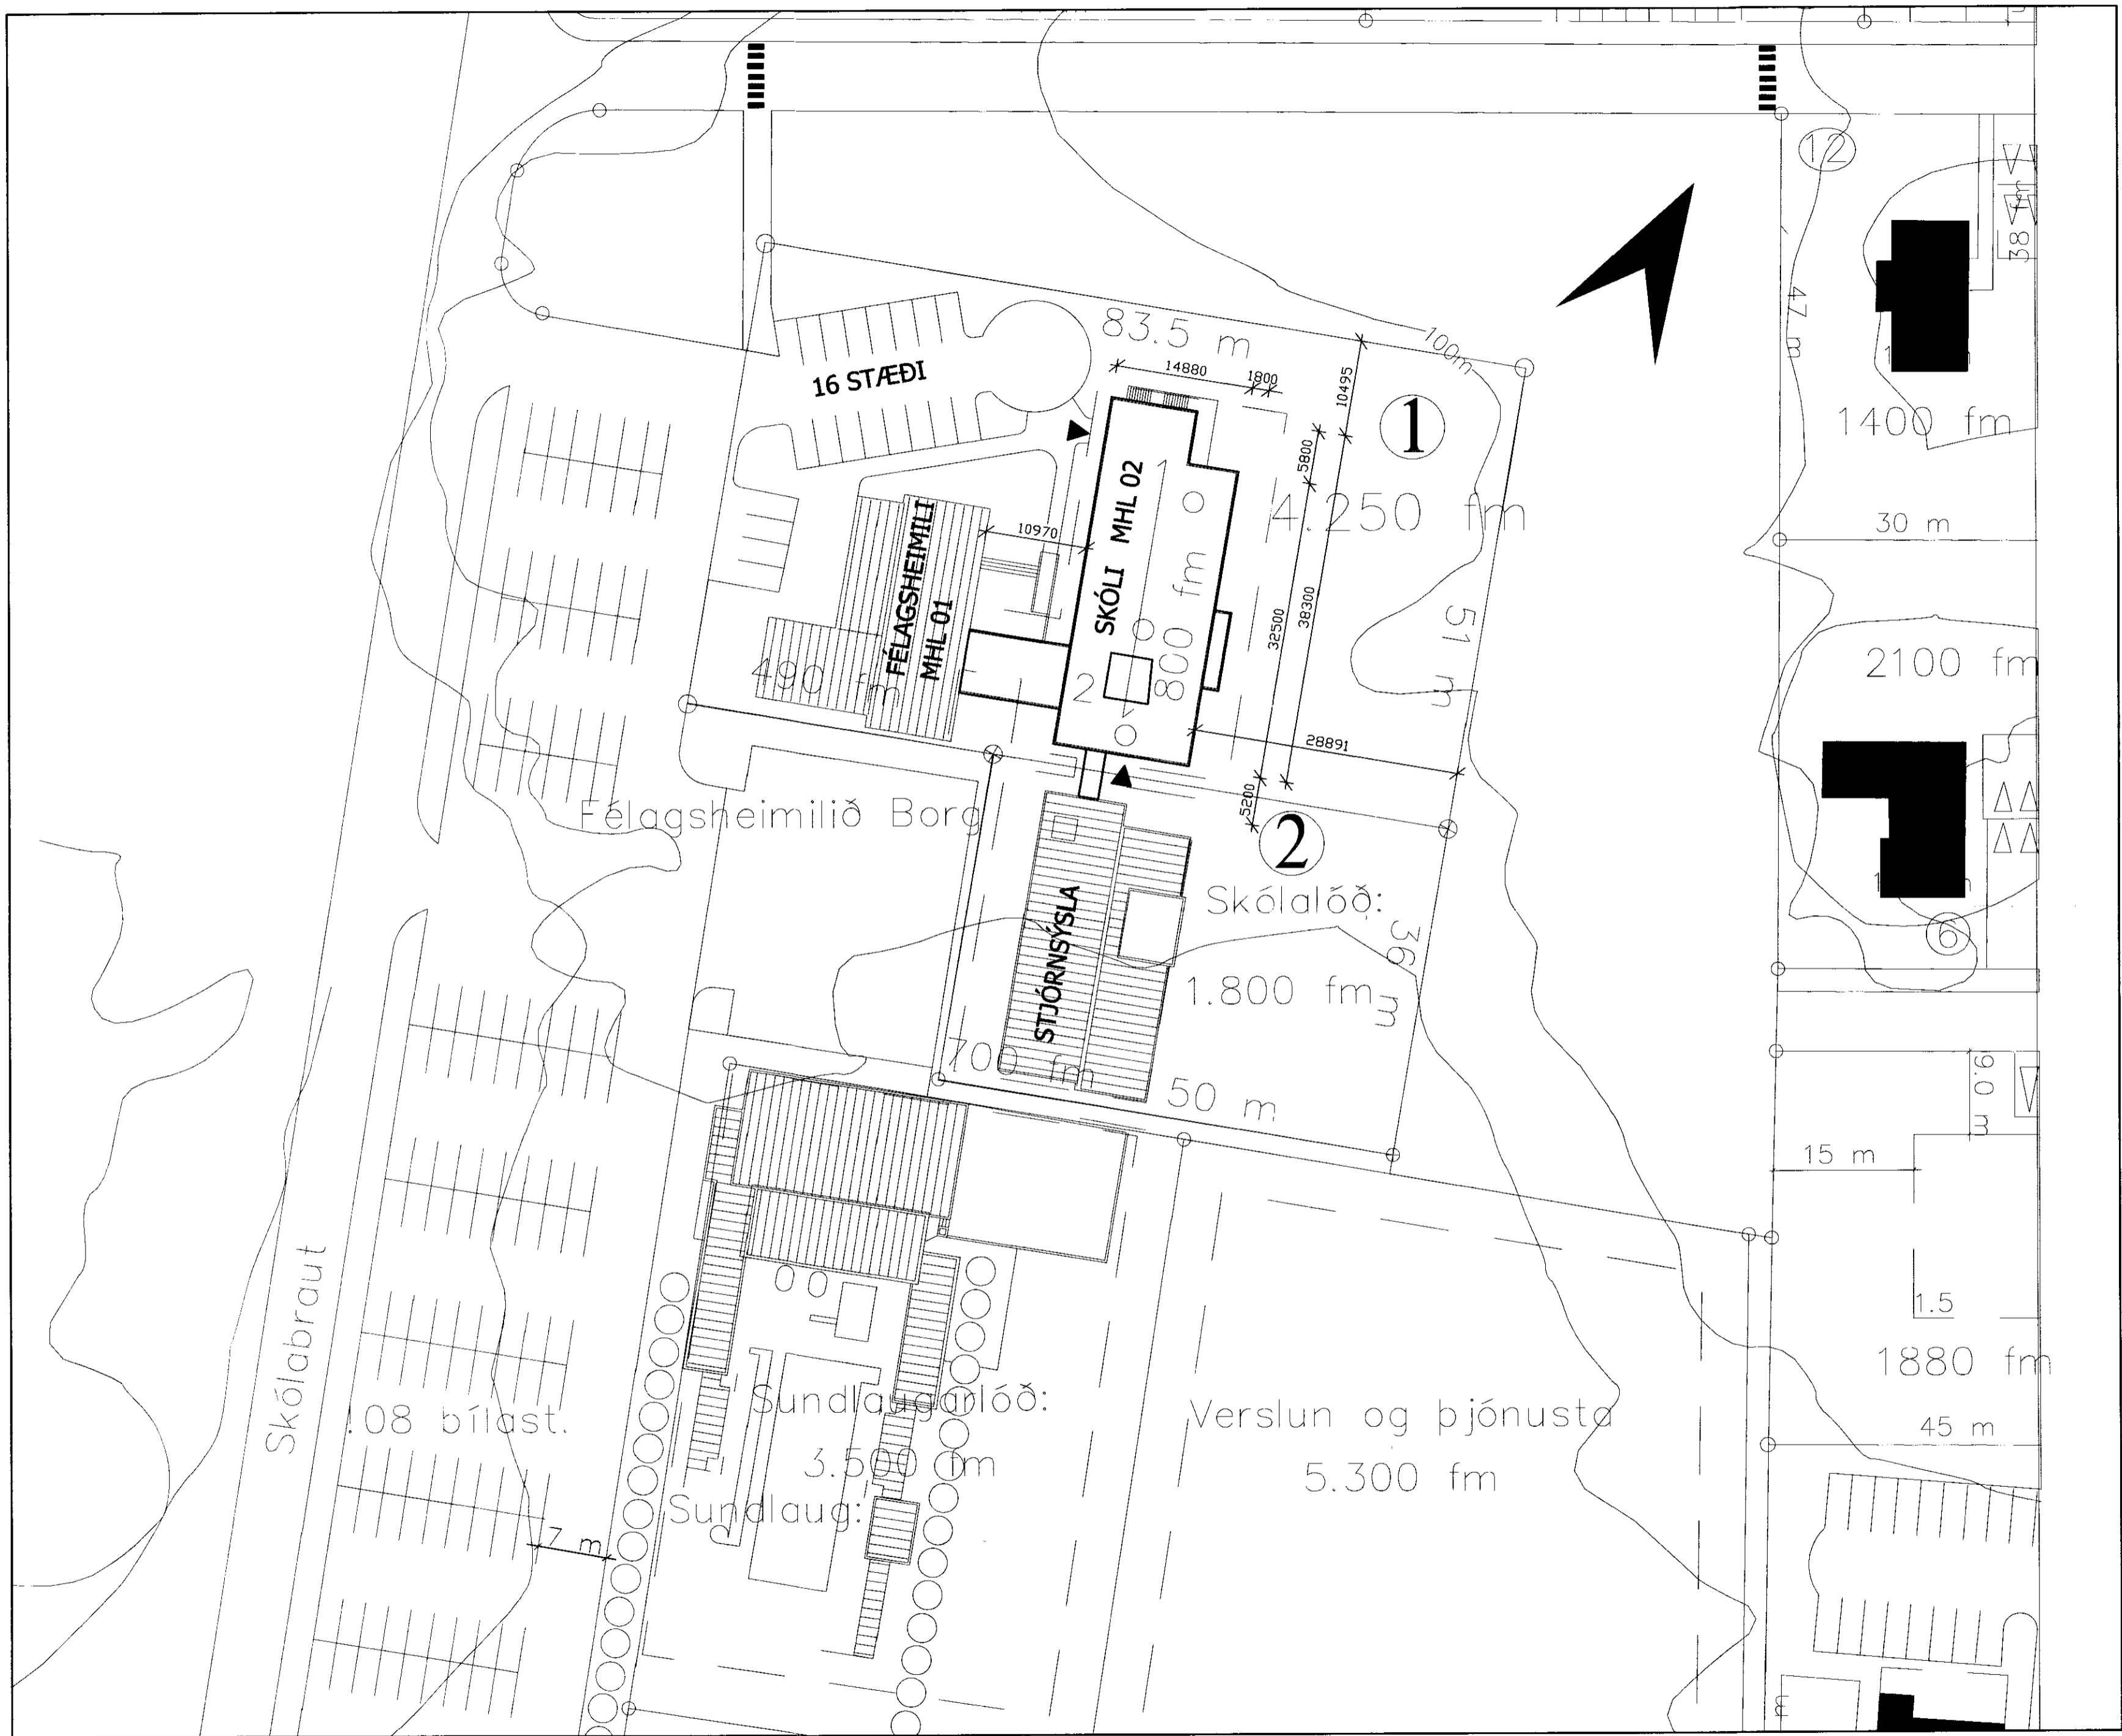 12
38 m
47 m
83.5 m
100m
14880
1800
10495
16 STÆÐI
1
1400 fm
5800
4.250 fm
30 m
SKÓLI MHL 02
1
10970
FÉLAGSHEIMILI
MHL 01
800 fm
32500
38300
51 m
2100 fm
490 fm
2
28891
5200
Félagsheimilið Borg
2
Skólalóð:
36 m
6
STJÓRNSÝSLA
1.800 fm
700 fm
50 m
9.0 m
15 m
Skólabraut
1.5
1880 fm
Sundlaugarlóð:
Verslun og þjónusta
45 m
08 bílast.
3.500 fm
5.300 fm
Sundlaug:
7 m
m